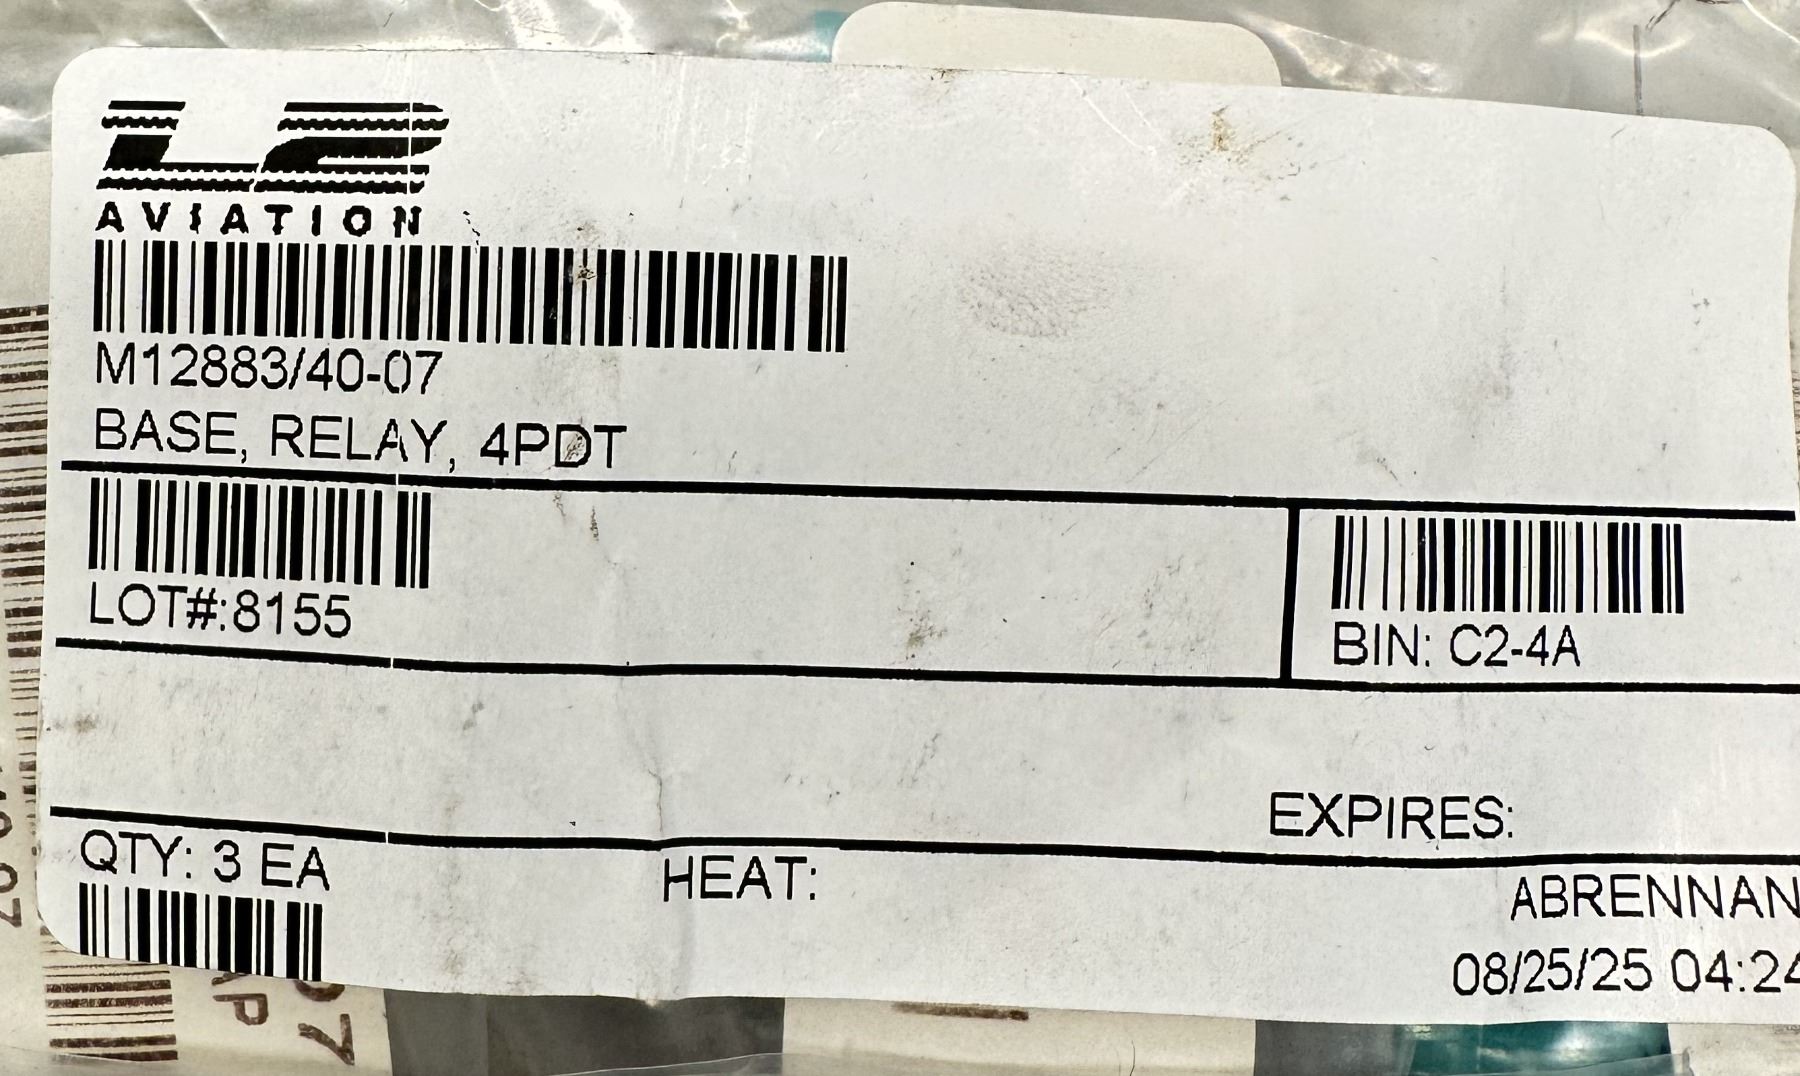 L2
AVIATION
M12883/40-07
BASE, RELAY, 4PDT
LOT#:8155
BIN: C2-4A
EXPIRES:
QTY: 3 EA
HEAT:
ABRENNAN
08/25/25 04:24